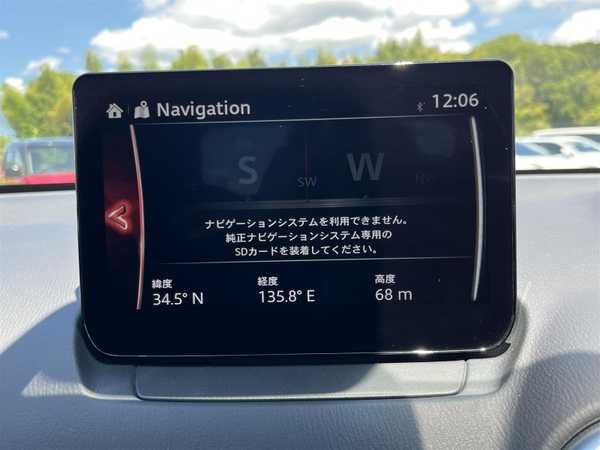 Navigation
12:06
S
SW
W
ナビゲーションシステムを利用できません。
純正ナビゲーションシステム専用の
SDカードを装着してください。
緯度 経度 高度
34.5° N 135.8° E 68 m